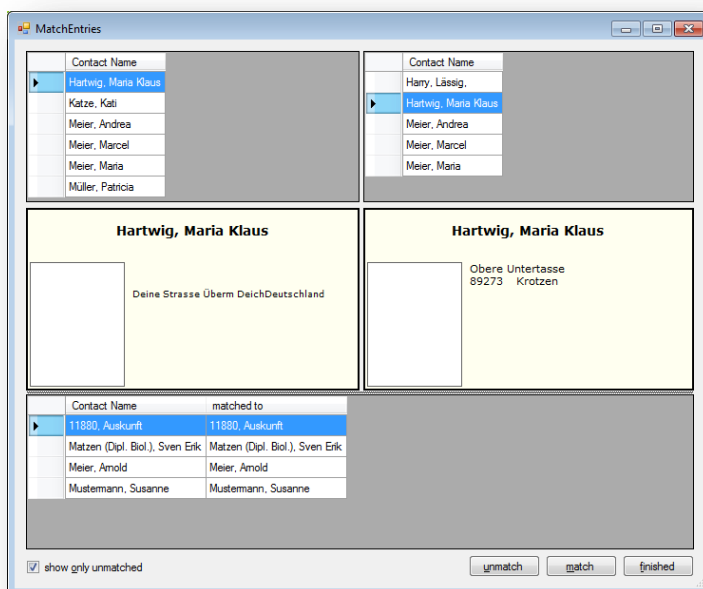 MatchEntries
Contact Name
Hartwig, Maria Klaus
Katze, Kati
Meier, Andrea
Meier, Marcel
Meier, Maria
Müller, Patricia
Contact Name
Harry, Lässig,
Hartwig, Maria Klaus
Meier, Andrea
Meier, Marcel
Meier, Maria
Hartwig, Maria Klaus
Deine Strasse Überm DeichDeutschland
Hartwig, Maria Klaus
Obere Untertasse
89273 Krotzen
Contact Name matched to
11880, Auskunft 11880, Auskunft
Matzen (Dipl. Biol.), Sven Erik Matzen (Dipl. Biol.), Sven Erik
Meier, Arnold Meier, Arnold
Mustermann, Susanne Mustermann, Susanne
show only unmatched
unmatch match finished